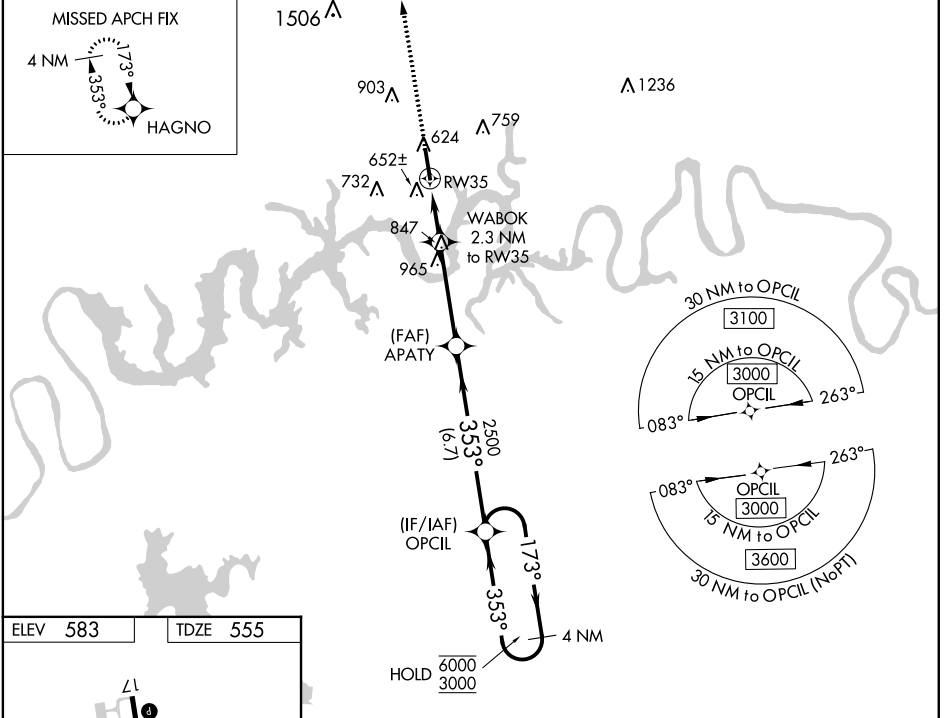 MISSED APCH FIX
4 NM
173°
353°
HAGNO
1506
903
1236
759
624
652±
732
RW35
847
WABOK
2.3 NM
to RW35
965
(FAF)
APATY
2500
353°
(6.7)
(IF/IAF)
OPCIL
173°
353°
4 NM
HOLD 6000
3000
30 NM to OPCIL
3100
15 NM to OPCIL
3000
OPCIL
083°
263°
083°
263°
OPCIL
3000
15 NM to OPCIL
3600
30 NM to OPCIL (NoPT)
ELEV 583
TDZE 555
17
P